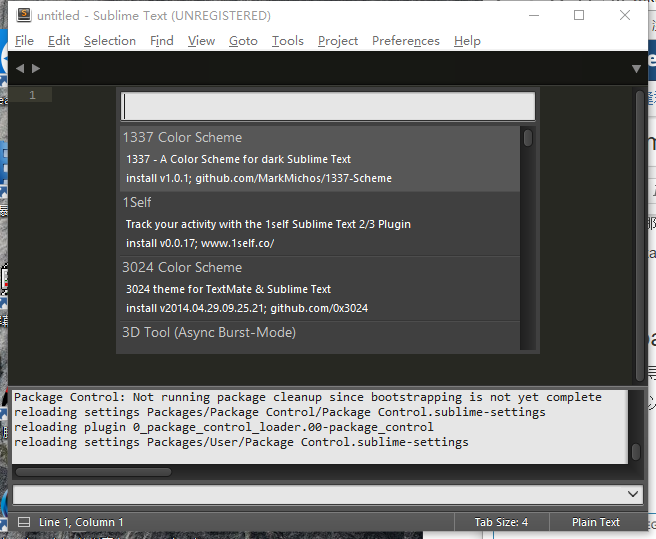 untitled - Sublime Text (UNREGISTERED)
File Edit Selection Find View Goto Tools Project Preferences Help
1
1337 Color Scheme
1337 - A Color Scheme for dark Sublime Text
install v1.0.1; github.com/MarkMichos/1337-Scheme
1Self
Track your activity with the 1self Sublime Text 2/3 Plugin
install v0.0.17; www.1self.co/
3024 Color Scheme
3024 theme for TextMate & Sublime Text
install v2014.04.29.09.25.21; github.com/0x3024
3D Tool (Async Burst-Mode)
Package Control: Not running package cleanup since bootstrapping is not yet complete
reloading settings Packages/Package Control/Package Control.sublime-settings
reloading plugin 0_package_control_loader.00-package_control
reloading settings Packages/User/Package Control.sublime-settings
Line 1, Column 1 Tab Size: 4 Plain Text